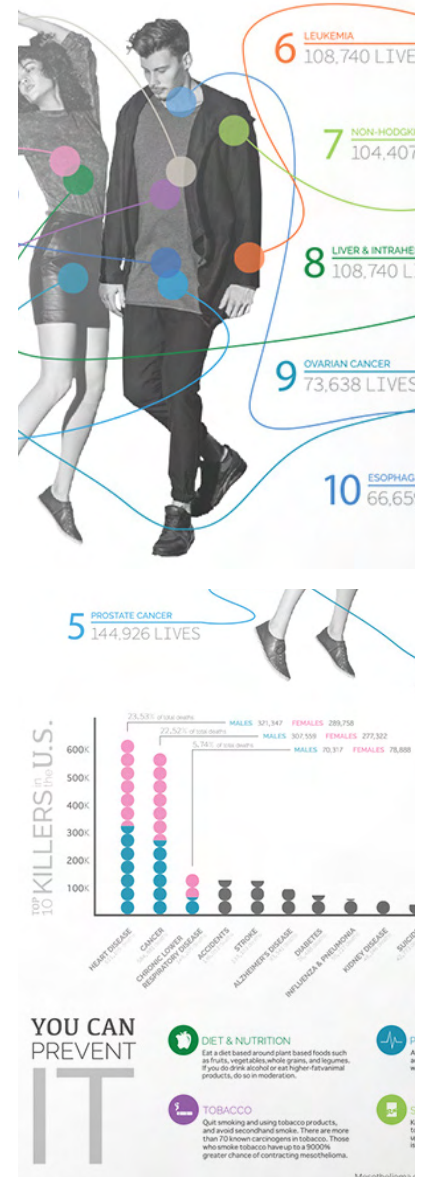 6 LEUKEMIA
108,740 LIVE
7 NON-HODGKI
104,407
8 LIVER & INTRAHE
108,740 L
9 OVARIAN CANCER
73,638 LIVES
10 ESOPHAG
66,659
5 PROSTATE CANCER
144,926 LIVES
TOP 10 KILLERS in the U.S.
23,53% of total deaths
MALES 321,347 FEMALES 289,758
22,52% of total deaths
MALES 307,559 FEMALES 277,322
5,74% of total deaths
MALES 70,317 FEMALES 78,888
600K
500K
400K
300K
200K
100K
HEART DISEASE
CANCER
CHRONIC LOWER
RESPIRATORY DISEASE
ACCIDENTS
STROKE
ALZHEIMER'S DISEASE
DIABETES
INFLUENZA & PNEUMONIA
KIDNEY DISEASE
SUICID
YOU CAN
PREVENT
IT
DIET & NUTRITION
Eat a diet based around plant based foods such
as fruits, vegetables,whole grains, and legumes.
If you do drink alcohol or eat higher-fatvanimal
products, do so in moderation.
TOBACCO
Quit smoking and using tobacco products,
and avoid secondhand smoke. There are more
than 70 known carcinogens in tobacco. Those
who smoke tobacco have up to a 9000%
greater chance of contracting mesothelioma.
P
A
S
Mesothelioma